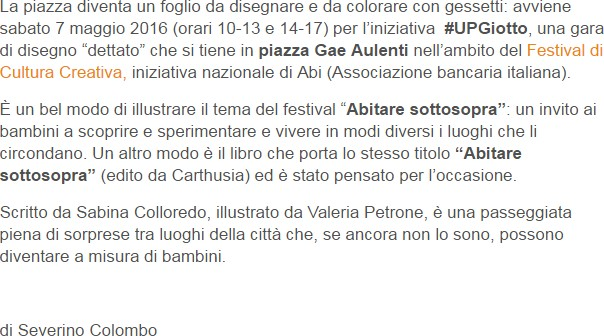 La piazza diventa un foglio da disegnare e da colorare con gessetti: avviene
sabato 7 maggio 2016 (orari 10-13 e 14-17) per l’iniziativa  #UPGiotto, una gara
di disegno “dettato” che si tiene in piazza Gae Aulenti nell’ambito del Festival di
Cultura Creativa, iniziativa nazionale di Abi (Associazione bancaria italiana).
È un bel modo di illustrare il tema del festival “Abitare sottosopra”: un invito ai
bambini a scoprire e sperimentare e vivere in modi diversi i luoghi che li
circondano. Un altro modo è il libro che porta lo stesso titolo “Abitare
sottosopra” (edito da Carthusia) ed è stato pensato per l’occasione.
Scritto da Sabina Colloredo, illustrato da Valeria Petrone, è una passeggiata
piena di sorprese tra luoghi della città che, se ancora non lo sono, possono
diventare a misura di bambini.
di Severino Colombo